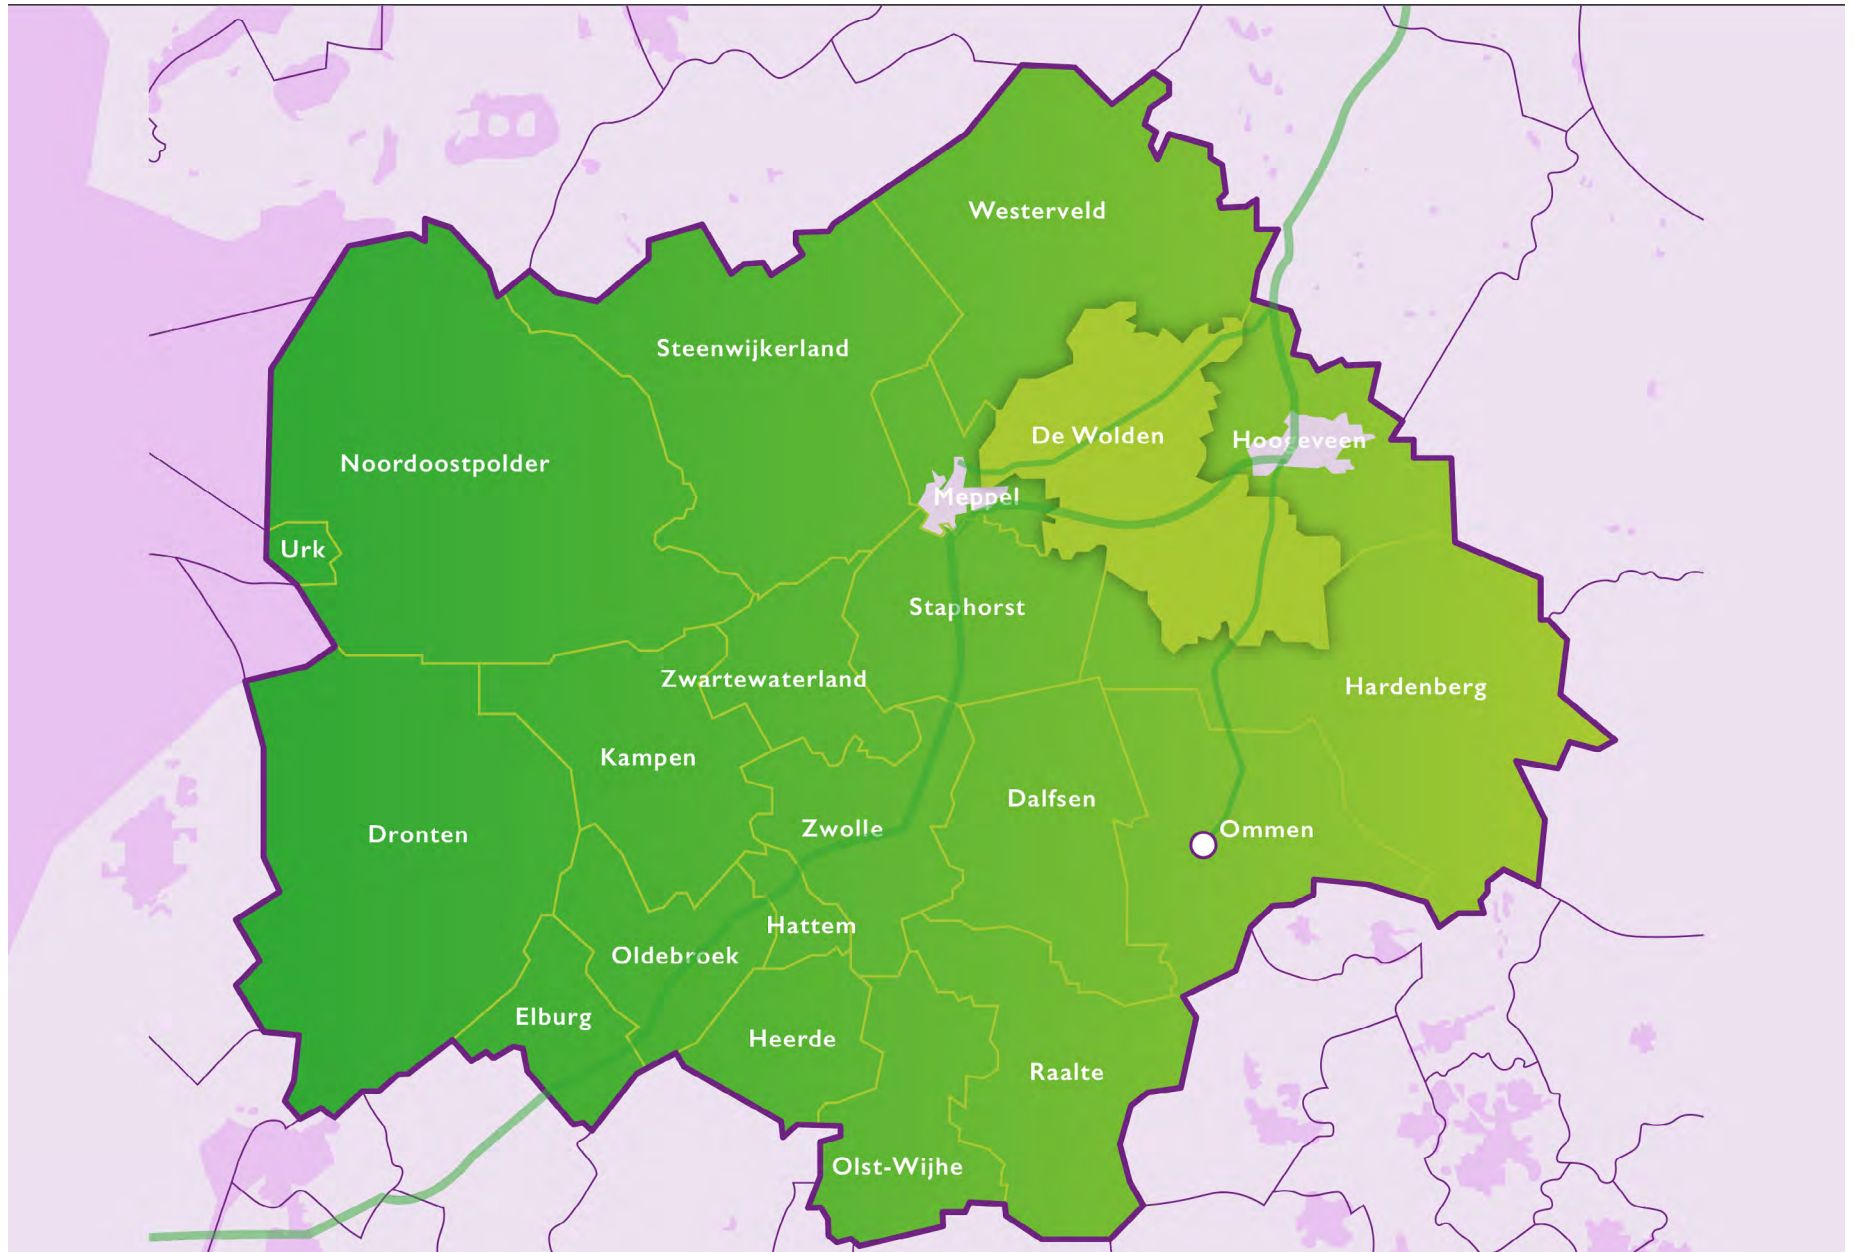 Westerveld
Steenwijkerland
De Wolden
Hoogeveen
Noordoostpolder
Meppel
Urk
Staphorst
Zwartewaterland
Hardenberg
Kampen
Dalfsen
Zwolle
Ommen
Dronten
Hattem
Oldebroek
Elburg
Heerde
Raalte
Olst-Wijhe